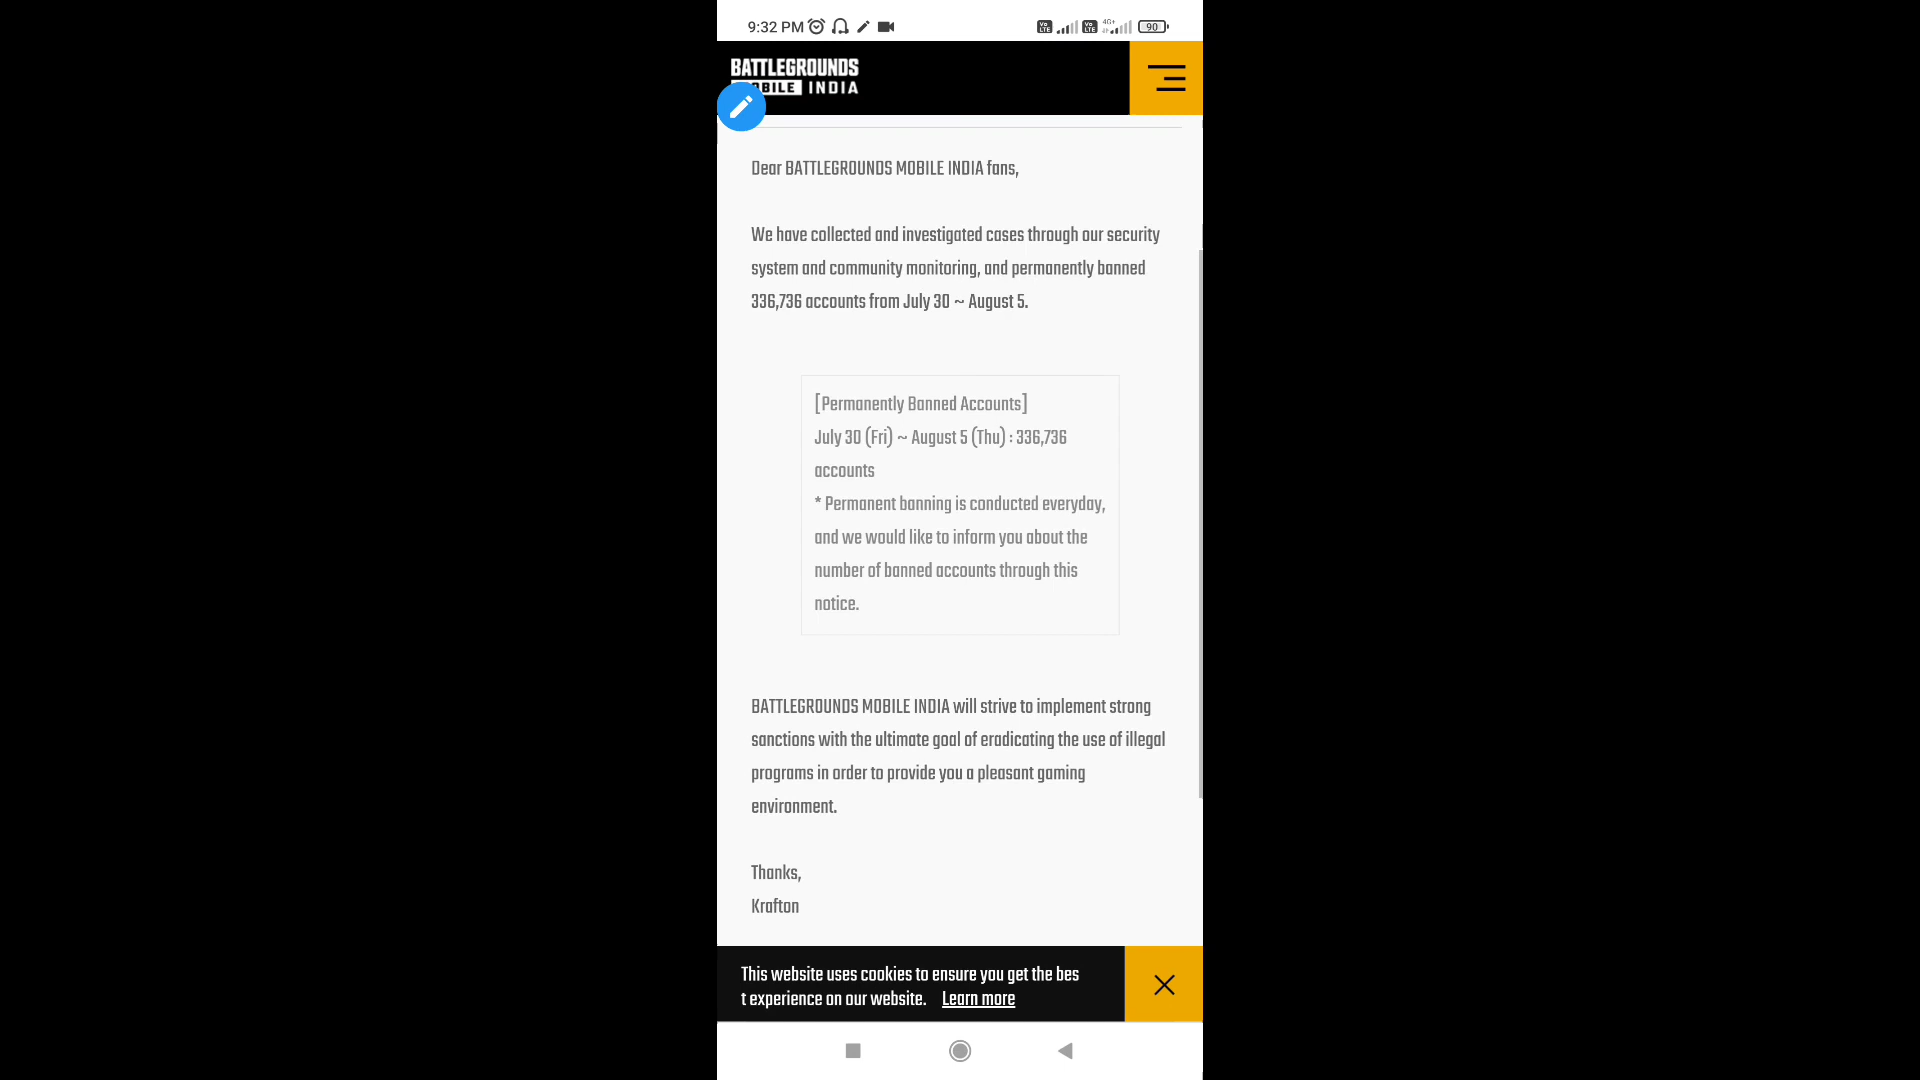 9:32 PM
Vo LTE Vo LTE 4G+ 90
BATTLEGROUNDS
OBILE INDIA
Dear BATTLEGROUNDS MOBILE INDIA fans,
We have collected and investigated cases through our security
system and community monitoring, and permanently banned
336,736 accounts from July 30 ~ August 5.
[Permanently Banned Accounts]
July 30 (Fri) ~ August 5 (Thu) : 336,736
accounts
* Permanent banning is conducted everyday,
and we would like to inform you about the
number of banned accounts through this
notice.
BATTLEGROUNDS MOBILE INDIA will strive to implement strong
sanctions with the ultimate goal of eradicating the use of illegal
programs in order to provide you a pleasant gaming
environment.
Thanks,
Krafton
This website uses cookies to ensure you get the bes
t experience on our website. Learn more